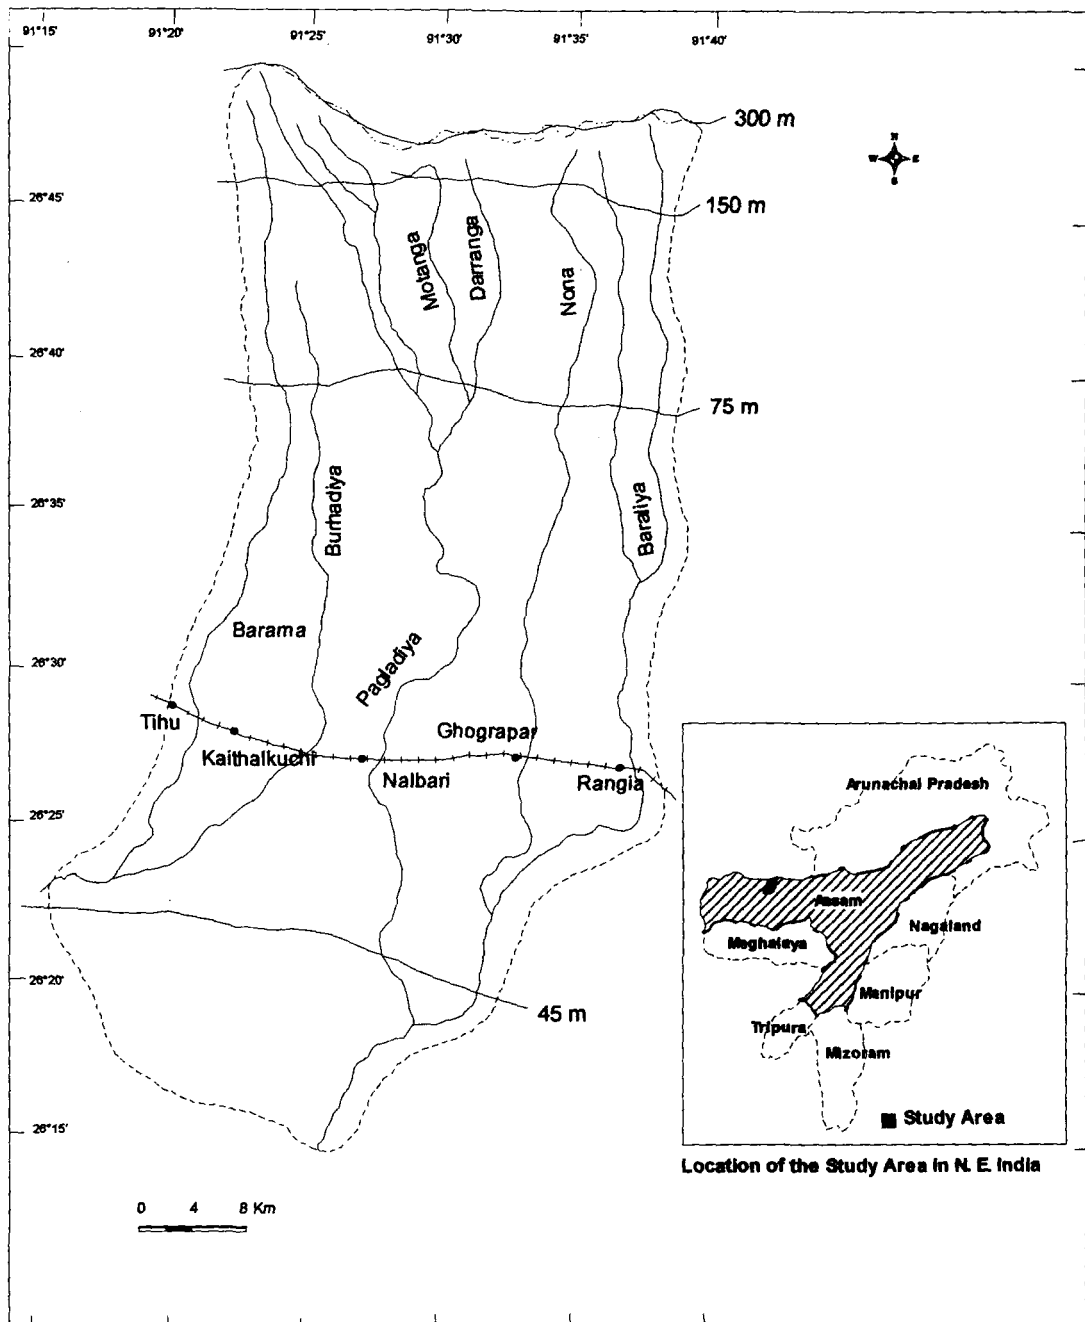 91°15'
91°20'
91°25'
91°30'
91°35'
91°40'
300 m
N
W
E
S
26°45'
150 m
Motanga
Darranga
Nona
26°40'
75 m
26°35'
Burhadiya
Baraliya
Barama
26°30'
Pagladiya
Tihu
Kaithalkuchi
Nalbari
Ghograpar
Rangia
26°25'
26°20'
45 m
26°15'
0 4 8 Km
Arunachal Pradesh
Assam
Nagaland
Meghalaya
Manipur
Tripura
Mizoram
Study Area
Location of the Study Area in N. E. India